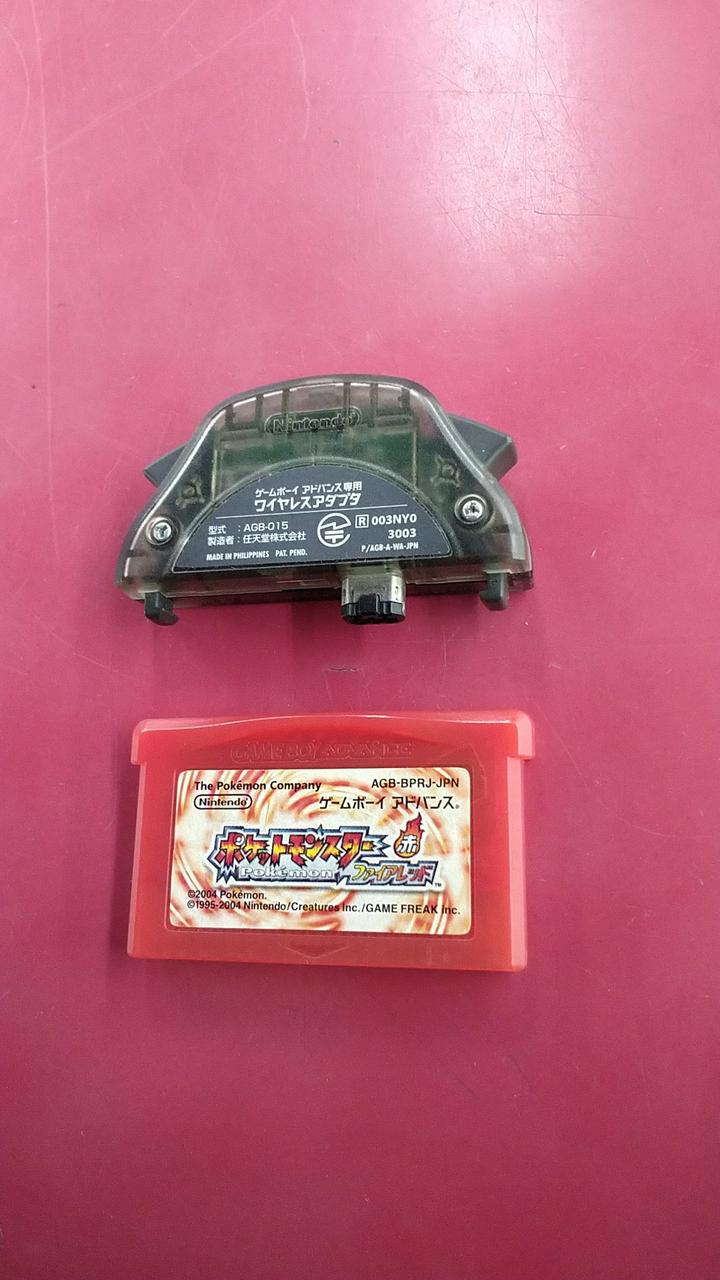 Nintendo
ゲームボーイ アドバンス専用
ワイヤレスアダプタ
型式 : AGB-015
製造者 : 任天堂株式会社
MADE IN PHILIPPINES PAT. PEND.
R 003NY0
3003
P/AGB-A-WA-JPN
GAME BOY ADVANCE
The Pokémon Company
AGB-BPRJ-JPN
Nintendo
ゲームボーイ アドバンス®
ポケットモンスター
赤
Pokémon
ファイアレッド™
©2004 Pokémon.
©1995-2004 Nintendo/Creatures Inc./GAME FREAK Inc.